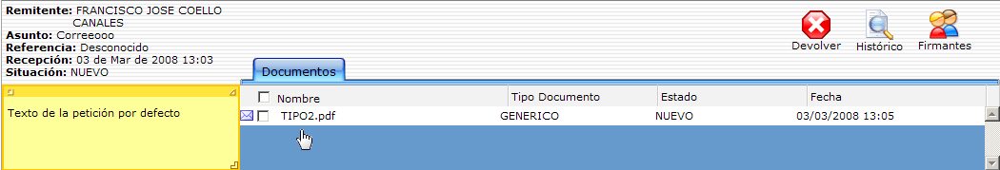 Remitente: FRANCISCO JOSE COELLO
CANALES
Asunto: Correeooo
Referencia: Desconocido
Recepción: 03 de Mar de 2008 13:03
Situación: NUEVO
Devolver
Histórico
Firmantes
Documentos
Texto de la petición por defecto
Nombre
Tipo Documento
Estado
Fecha
TIPO2.pdf
GENERICO
NUEVO
03/03/2008 13:05